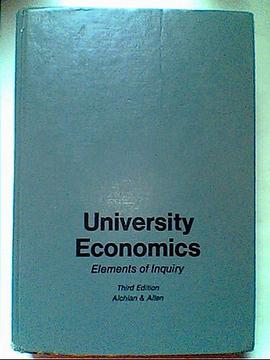 University
Economics
Elements of Inquiry
Third Edition
Alchian & Allen